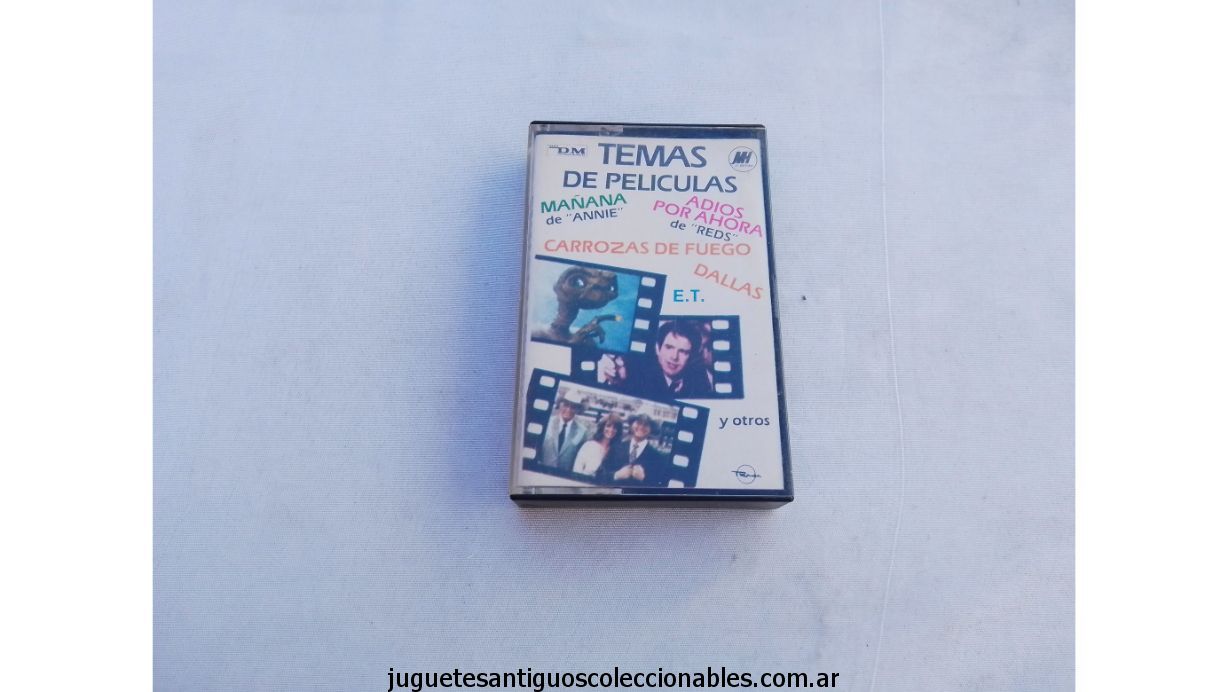 DM
TEMAS
MH
DE PELICULAS
MAÑANA
de "ANNIE"
ADIOS
POR AHORA
de "REDS"
CARROZAS DE FUEGO
DALLAS
E.T.
y otros
juguetesantiguoscoleccionables.com.ar